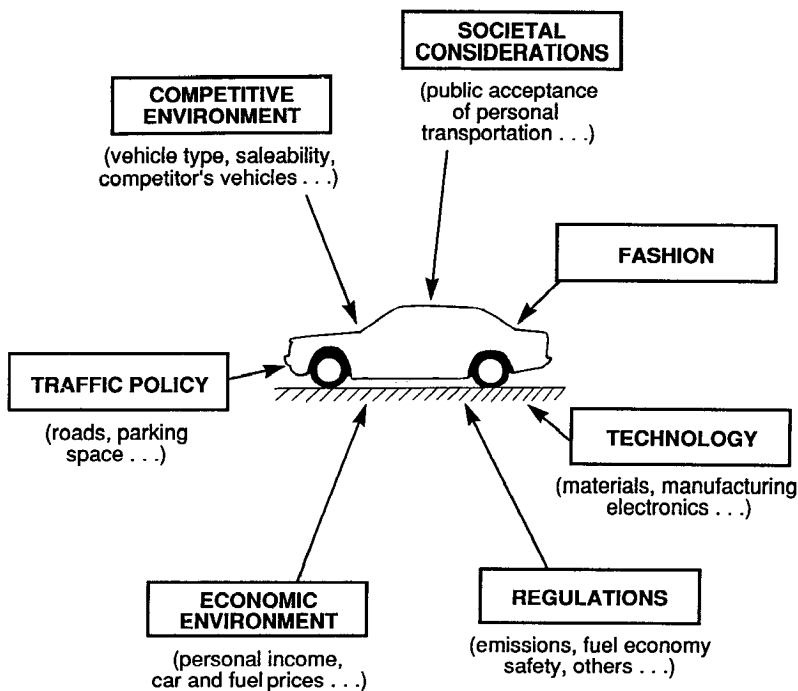 SOCIETAL
CONSIDERATIONS
(public acceptance
of personal
transportation . . .)
COMPETITIVE
ENVIRONMENT
(vehicle type, saleability,
competitor's vehicles . . .)
FASHION
TRAFFIC POLICY
(roads, parking
space . . .)
TECHNOLOGY
(materials, manufacturing
electronics . . .)
ECONOMIC
ENVIRONMENT
(personal income,
car and fuel prices . . .)
REGULATIONS
(emissions, fuel economy
safety, others . . .)